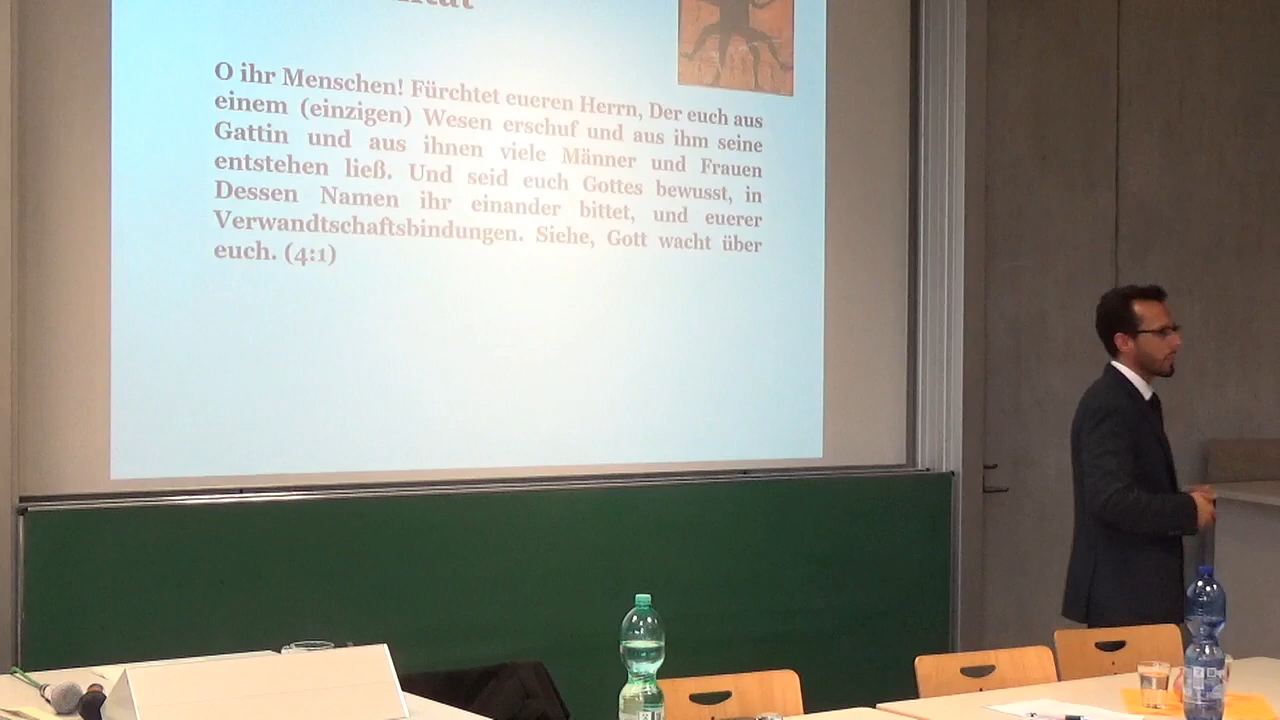 O ihr Menschen! Fürchtet eueren Herrn, Der euch aus
einem (einzigen) Wesen erschuf und aus ihm seine
Gattin und aus ihnen viele Männer und Frauen
entstehen ließ. Und seid euch Gottes bewusst, in
Dessen Namen ihr einander bittet, und euerer
Verwandtschaftsbindungen. Siehe, Gott wacht über
euch. (4:1)